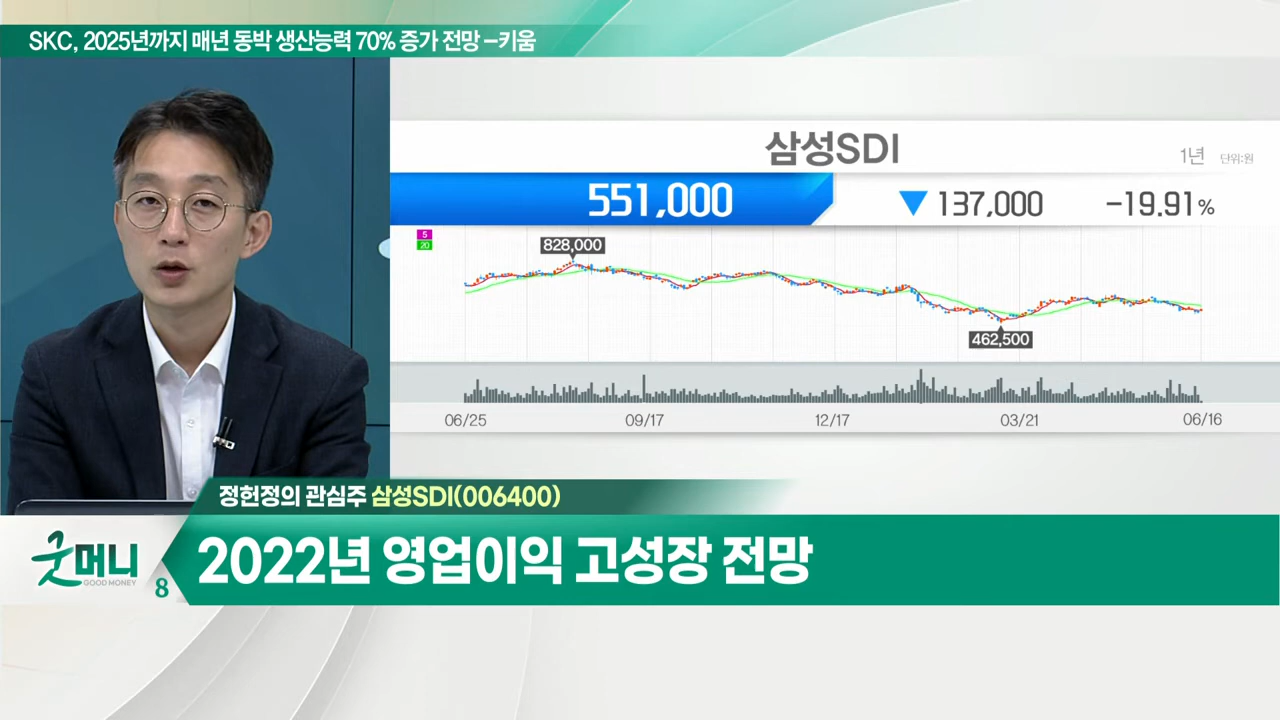 SKC, 2025년까지 매년 동박 생산능력 70% 증가 전망 -키움
삼성SDI
1년 단위:원
551,000 ▼137,000 -19.91%
5
20
828,000
462,500
06/25 09/17 12/17 03/21 06/16
정헌정의 관심주 삼성SDI(006400)
굿머니
GOOD MONEY
8
2022년 영업이익 고성장 전망